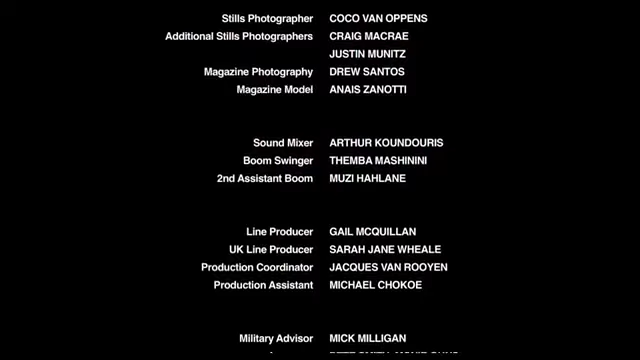 Stills Photographer COCO VAN OPPENS
Additional Stills Photographers CRAIG MACRAE
JUSTIN MUNITZ
Magazine Photography DREW SANTOS
Magazine Model ANAIS ZANOTTI
Sound Mixer ARTHUR KOUNDOURIS
Boom Swinger THEMBA MASHININI
2nd Assistant Boom MUZI HAHLANE
Line Producer GAIL MCQUILLAN
UK Line Producer SARAH JANE WHEALE
Production Coordinator JACQUES VAN ROOYEN
Production Assistant MICHAEL CHOKOE
Military Advisor MICK MILLIGAN